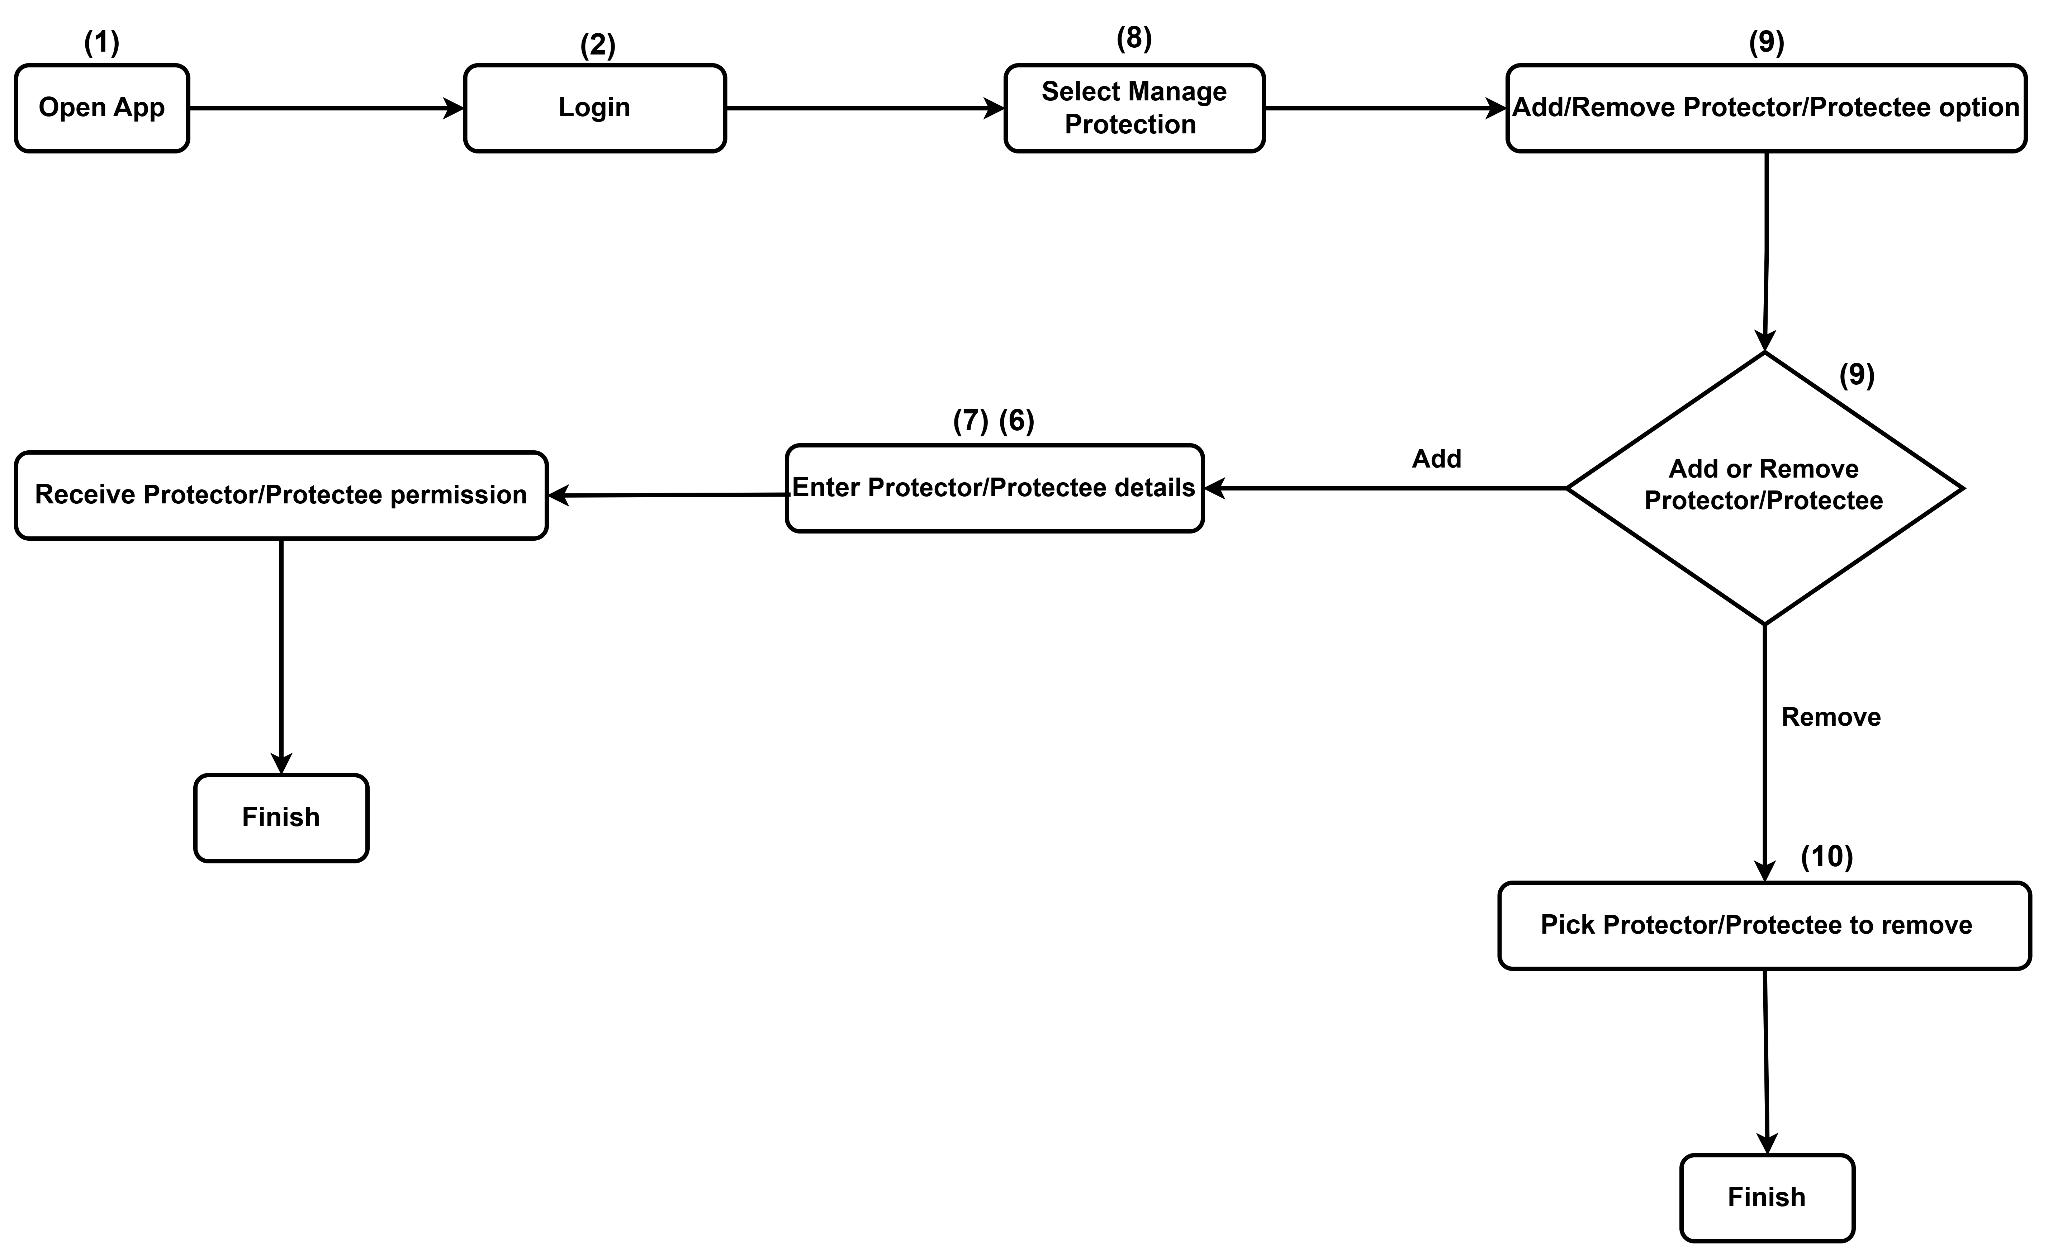 (1)
Open App
(2)
Login
(8)
Select Manage
Protection
(9)
Add/Remove Protector/Protectee option
(9)
Add or Remove
Protector/Protectee
Add
(7) (6)
Enter Protector/Protectee details
Receive Protector/Protectee permission
Finish
Remove
(10)
Pick Protector/Protectee to remove
Finish